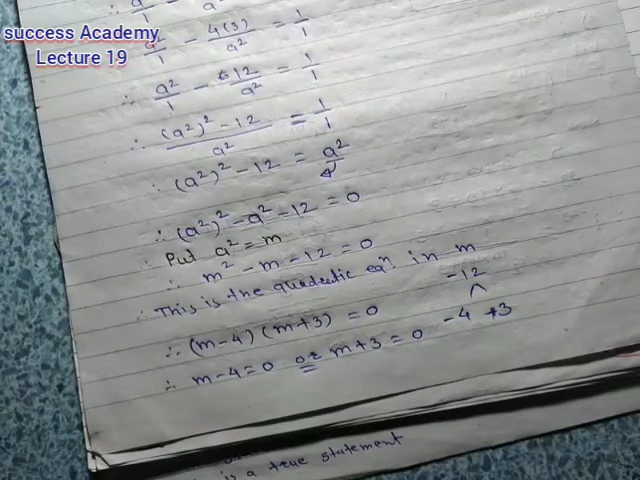 success Academy
Lecture 19
∴ a²/1 - 4(3)/a² = 1/1
∴ a²/1 - 12/a² = 1/1
∴ ((a²)² - 12)/a² = 1/1
∴ (a²)² - 12 = a²
∴ (a²)² - a² - 12 = 0
Put a² = m
∴ m² - m - 12 = 0
∴ This is the quadratic eqⁿ. in m
-12
∴ (m-4) (m+3) = 0
-4 +3
∴ m-4=0 or m+3=0
is a true statement